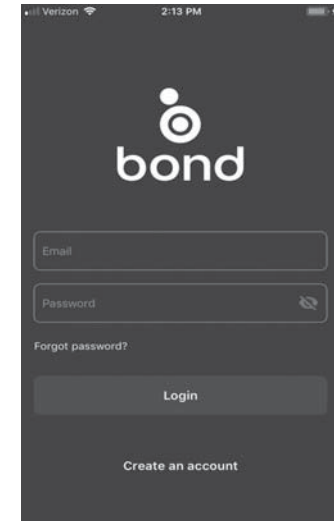 Verizon 2:13 PM
bond
Email
Password
Forgot password?
Login
Create an account